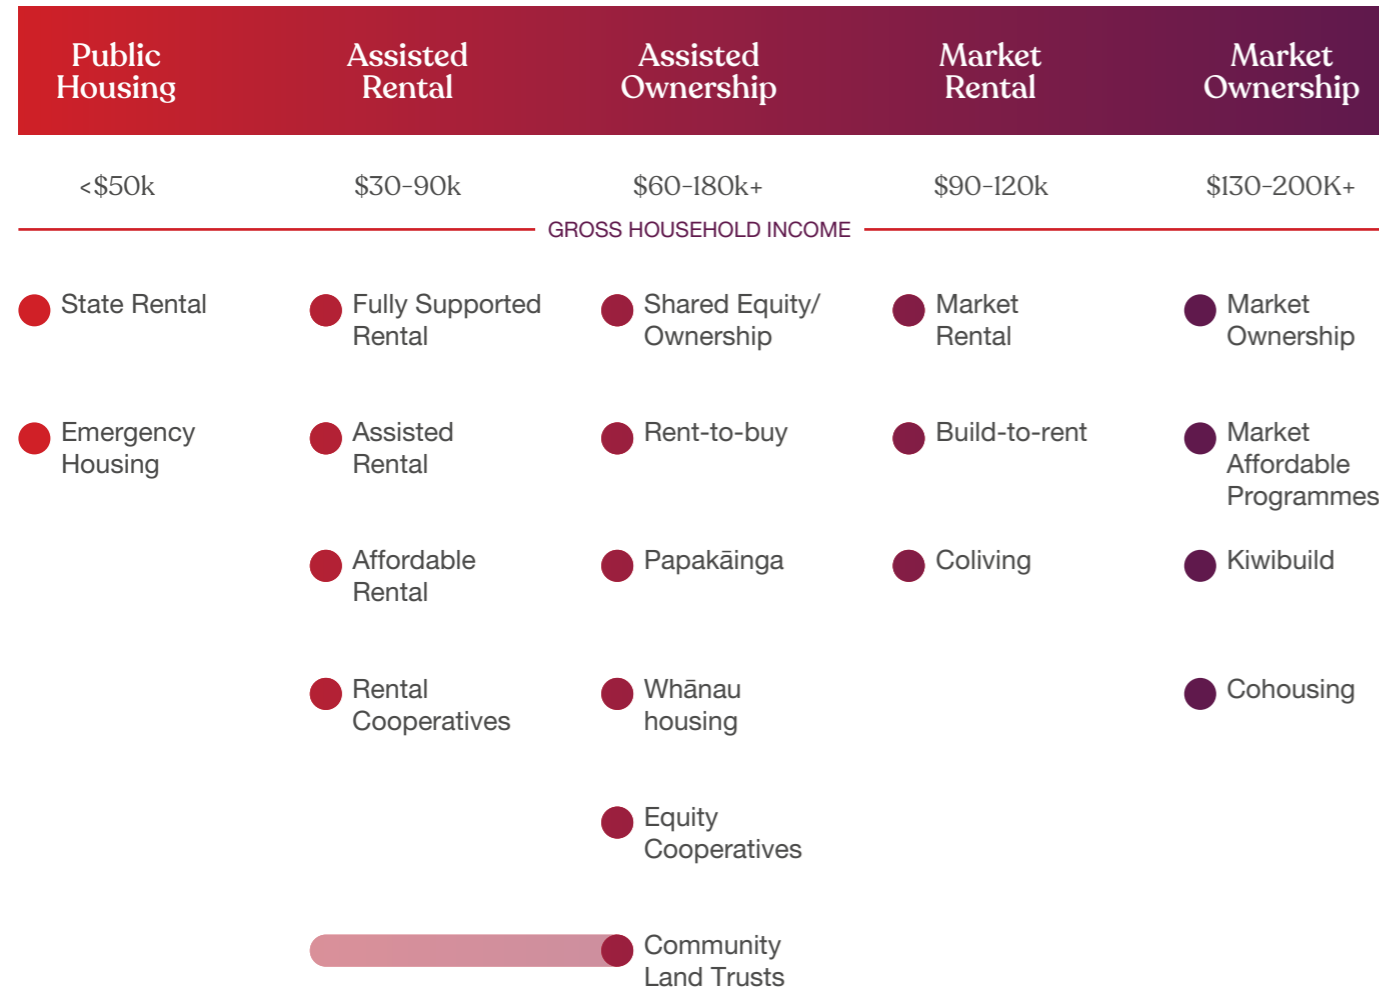 Public
Housing
Assisted
Rental
Assisted
Ownership
Market
Rental
Market
Ownership
<$50k
$30-90k
$60-180k+
$90-120k
$130-200K+
GROSS HOUSEHOLD INCOME
State Rental
Emergency
Housing
Fully Supported
Rental
Assisted
Rental
Affordable
Rental
Rental
Cooperatives
Shared Equity/
Ownership
Rent-to-buy
Papakāinga
Whānau
housing
Equity
Cooperatives
Community
Land Trusts
Market
Rental
Build-to-rent
Coliving
Market
Ownership
Market
Affordable
Programmes
Kiwibuild
Cohousing